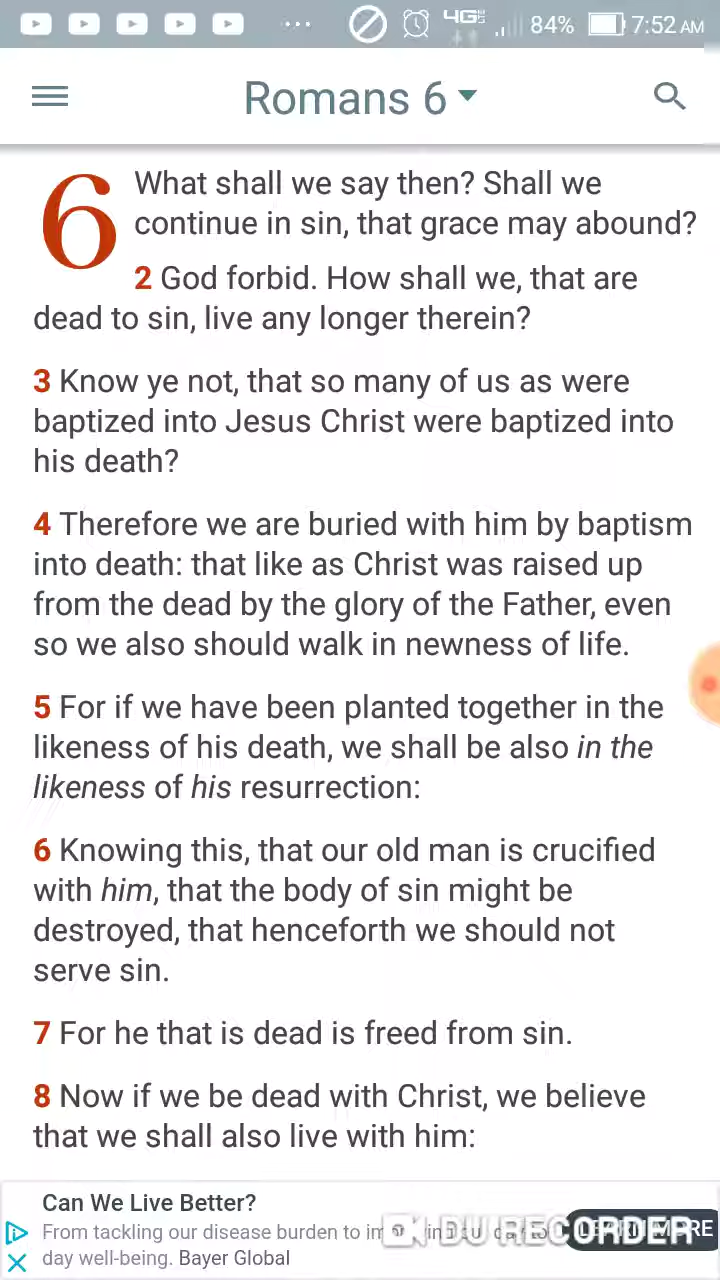 4G
84% 7:52 AM
Romans 6
6 What shall we say then? Shall we
continue in sin, that grace may abound?
2 God forbid. How shall we, that are
dead to sin, live any longer therein?
3 Know ye not, that so many of us as were
baptized into Jesus Christ were baptized into
his death?
4 Therefore we are buried with him by baptism
into death: that like as Christ was raised up
from the dead by the glory of the Father, even
so we also should walk in newness of life.
5 For if we have been planted together in the
likeness of his death, we shall be also in the
likeness of his resurrection:
6 Knowing this, that our old man is crucified
with him, that the body of sin might be
destroyed, that henceforth we should not
serve sin.
7 For he that is dead is freed from sin.
8 Now if we be dead with Christ, we believe
that we shall also live with him:
Can We Live Better?
From tackling our disease burden to
day well-being. Bayer Global
LEARN MORE
DU RECORDER